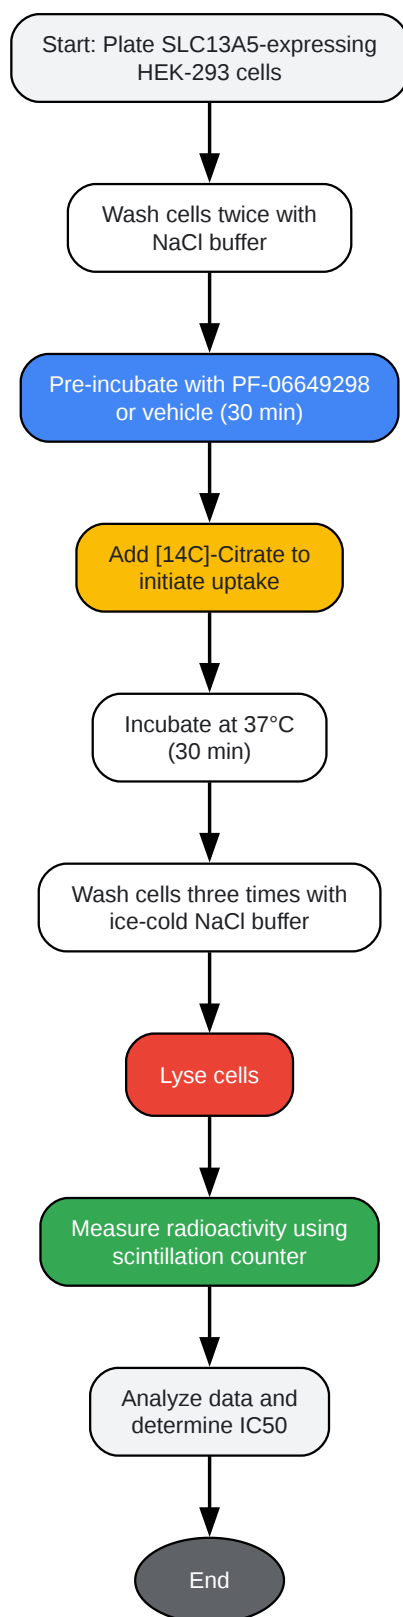 Start: Plate SLC13A5-expressing
HEK-293 cells
Wash cells twice with
NaCl buffer
Pre-incubate with PF-06649298
or vehicle (30 min)
Add [14C]-Citrate to
initiate uptake
Incubate at 37°C
(30 min)
Wash cells three times with
ice-cold NaCl buffer
Lyse cells
Measure radioactivity using
scintillation counter
Analyze data and
determine IC50
End